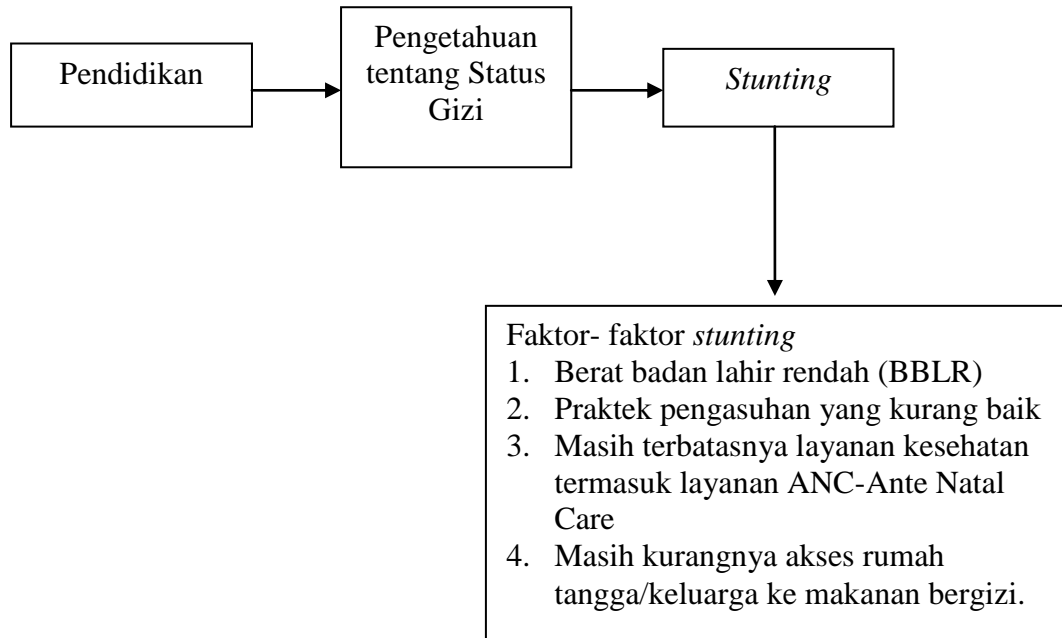 Pendidikan
Pengetahuan
tentang Status
Gizi
Stunting
Faktor- faktor stunting
1. Berat badan lahir rendah (BBLR)
2. Praktek pengasuhan yang kurang baik
3. Masih terbatasnya layanan kesehatan
termasuk layanan ANC-Ante Natal
Care
4. Masih kurangnya akses rumah
tangga/keluarga ke makanan bergizi.